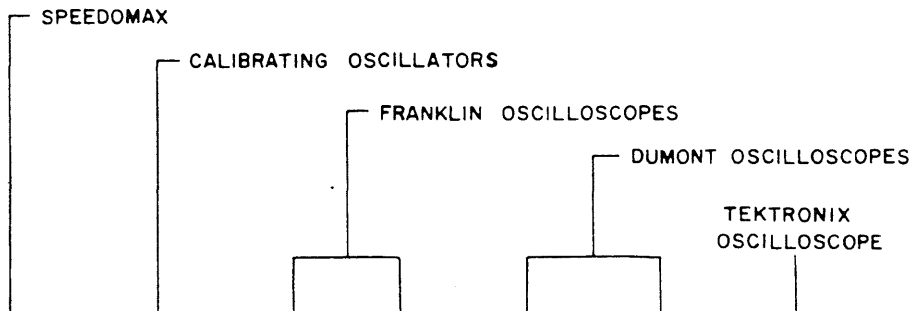 SPEEDOMAX
CALIBRATING OSCILLATORS
FRANKLIN OSCILLOSCOPES
DUMONT OSCILLOSCOPES
TEKTRONIX
OSCILLOSCOPE